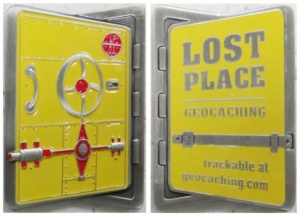 LOST
PLACE
GEOCACHING
trackable at
geocaching.com